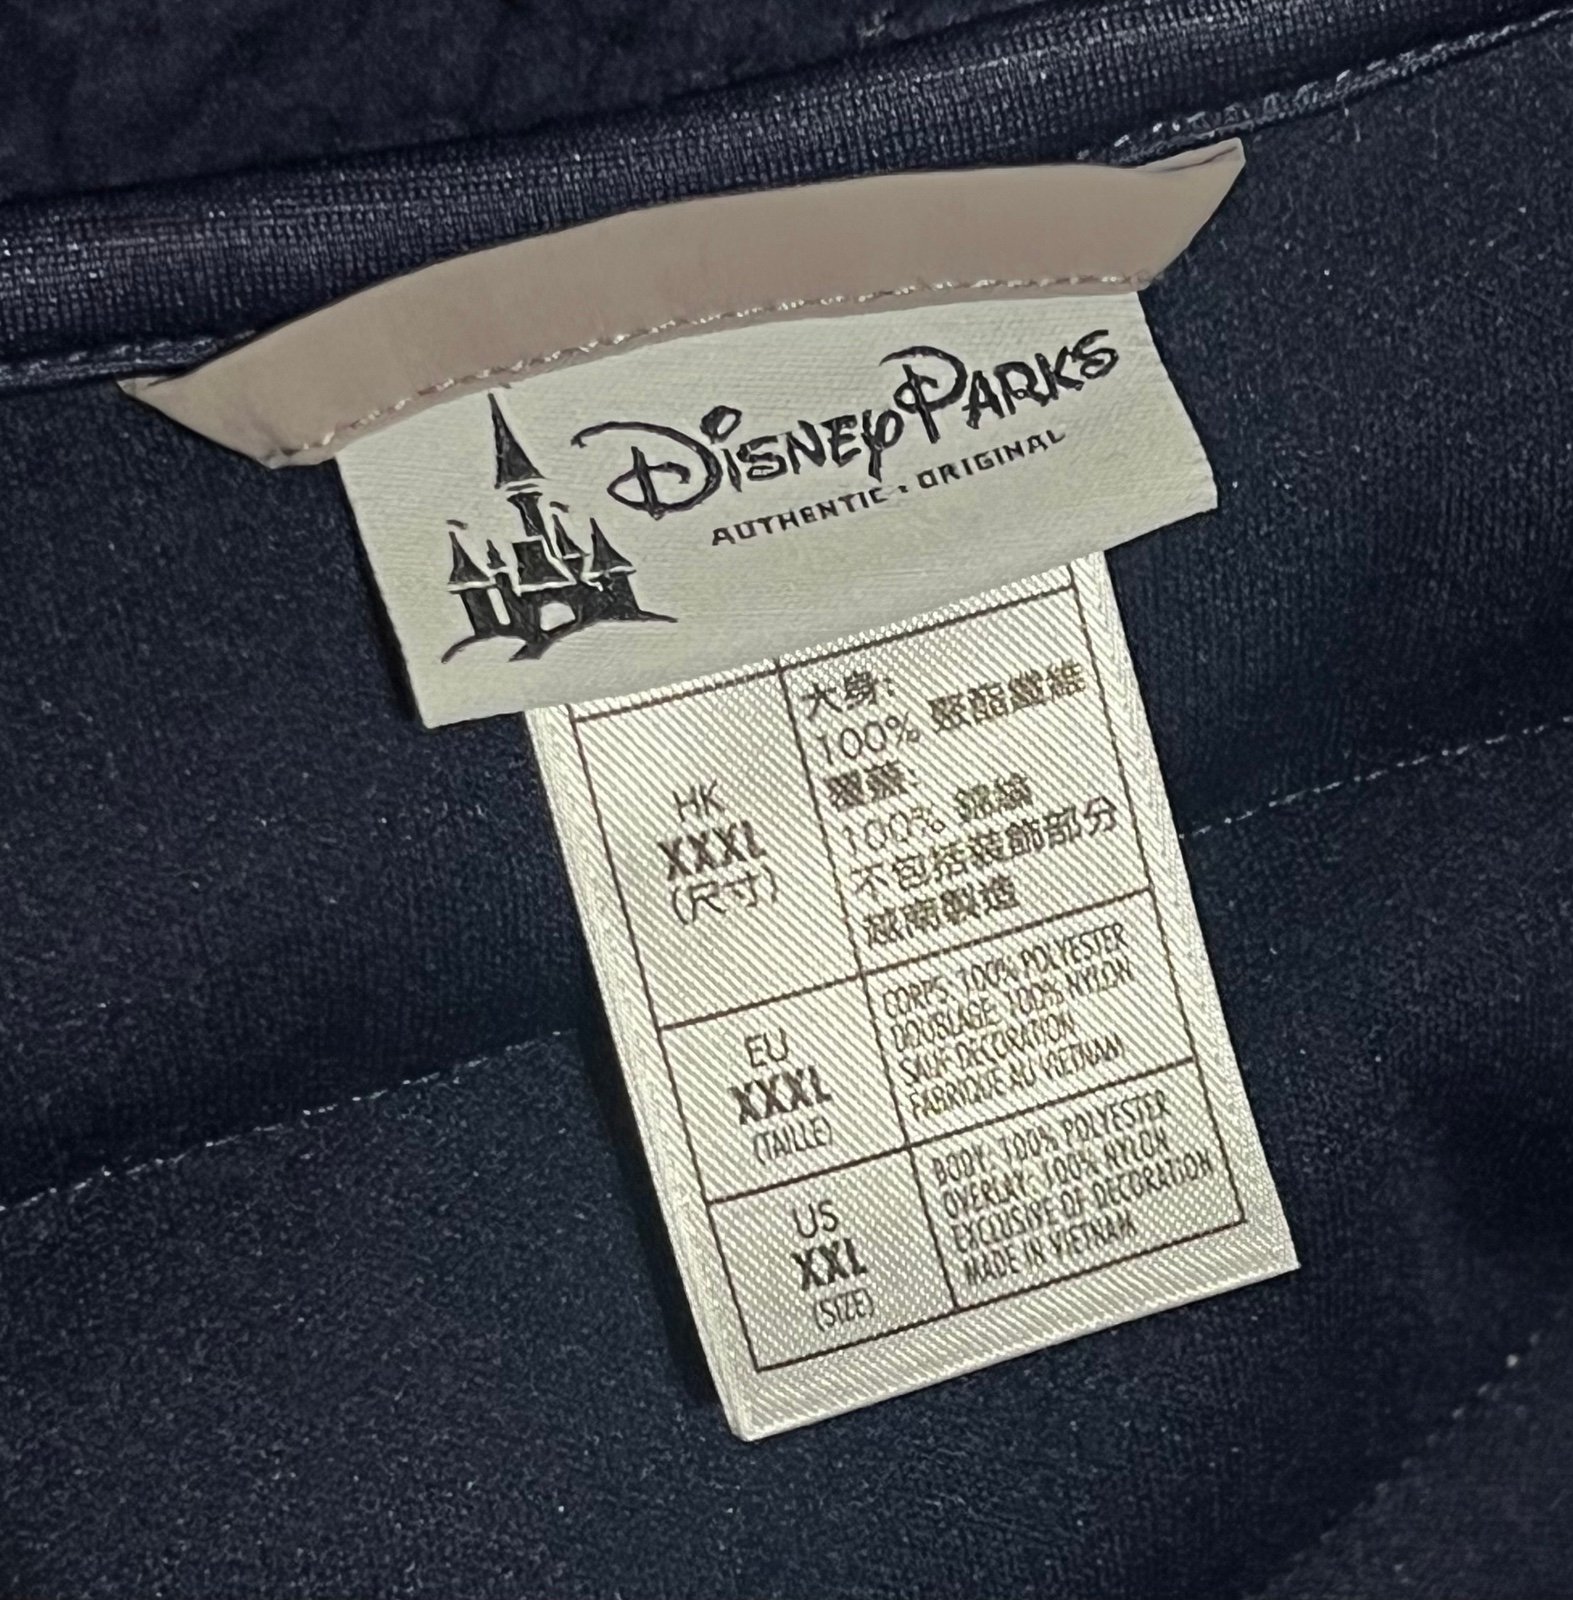 DISNEY PARKS
AUTHENTIC · ORIGINAL
HK
XXXL
(尺寸)
大身:
100% 聚酯纖維
覆蓋:
100% 錦綸
不包括裝飾部分
越南製造
EU
XXXL
(TAILLE)
CORPS: 100% POLYESTER
DOUSLAGE: 100% NYLON
SAUF DECORATION
FABRIQUE AU VIETNAM
US
XXL
(SIZE)
BODY: 100% POLYESTER
OVERLAY: 100% NYLON
EXCLUSIVE OF DECORATION
MADE IN VIETNAM